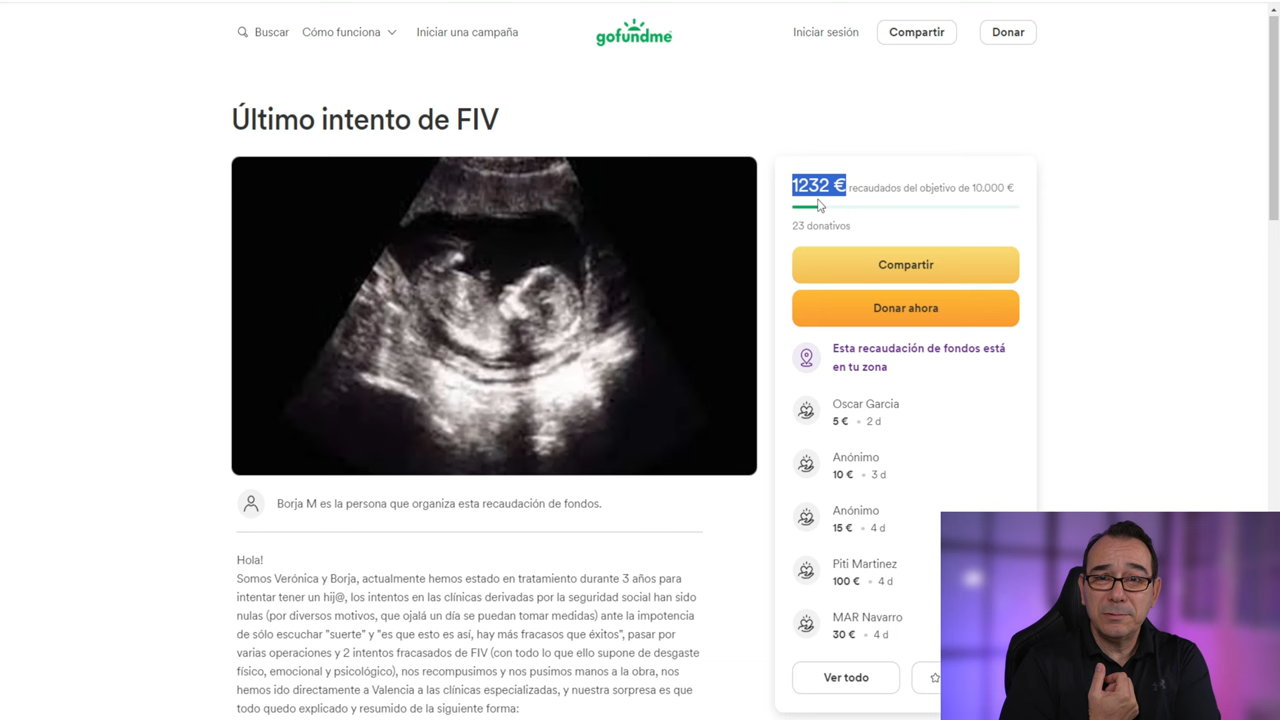 Buscar
Cómo funciona
Iniciar una campaña
gofundme
Iniciar sesión
Compartir
Donar
Último intento de FIV
1232 € recaudados del objetivo de 10.000 €
23 donativos
Compartir
Donar ahora
Esta recaudación de fondos está
en tu zona
Oscar Garcia
5 € • 2 d
Anónimo
10 € • 3 d
Anónimo
15 € • 4 d
Piti Martinez
100 € • 4 d
MAR Navarro
30 € • 4 d
Ver todo
Borja M es la persona que organiza esta recaudación de fondos.
Hola!
Somos Verónica y Borja, actualmente hemos estado en tratamiento durante 3 años para
intentar tener un hij@, los intentos en las clínicas derivadas por la seguridad social han sido
nulas (por diversos motivos, que ojalá un día se puedan tomar medidas) ante la impotencia
de sólo escuchar "suerte" y "es que esto es así, hay más fracasos que éxitos", pasar por
varias operaciones y 2 intentos fracasados de FIV (con todo lo que ello supone de desgaste
físico, emocional y psicológico), nos recompusimos y nos pusimos manos a la obra, nos
hemos ido directamente a Valencia a las clínicas especializadas, y nuestra sorpresa es que
todo quedo explicado y resumido de la siguiente forma: